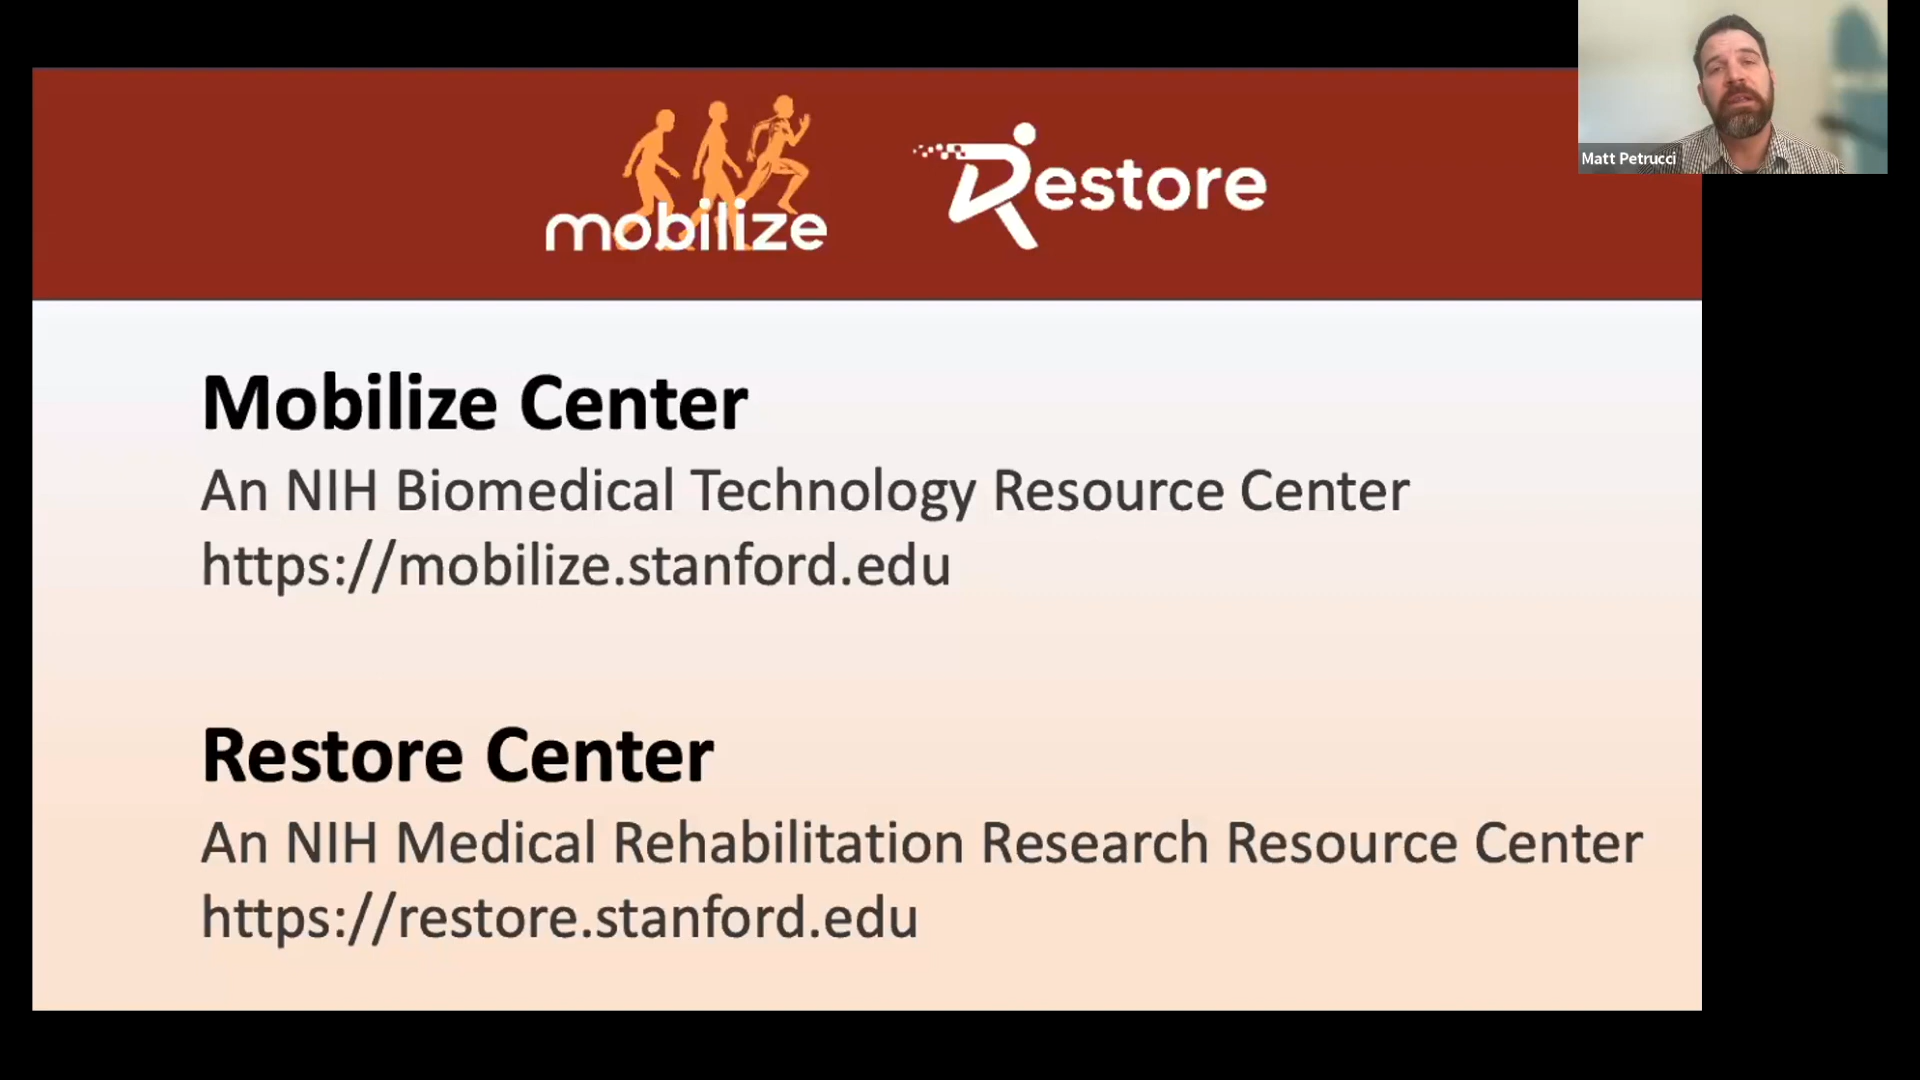 mobilize
Restore
Matt Petrucci
Mobilize Center
An NIH Biomedical Technology Resource Center
https://mobilize.stanford.edu
Restore Center
An NIH Medical Rehabilitation Research Resource Center
https://restore.stanford.edu